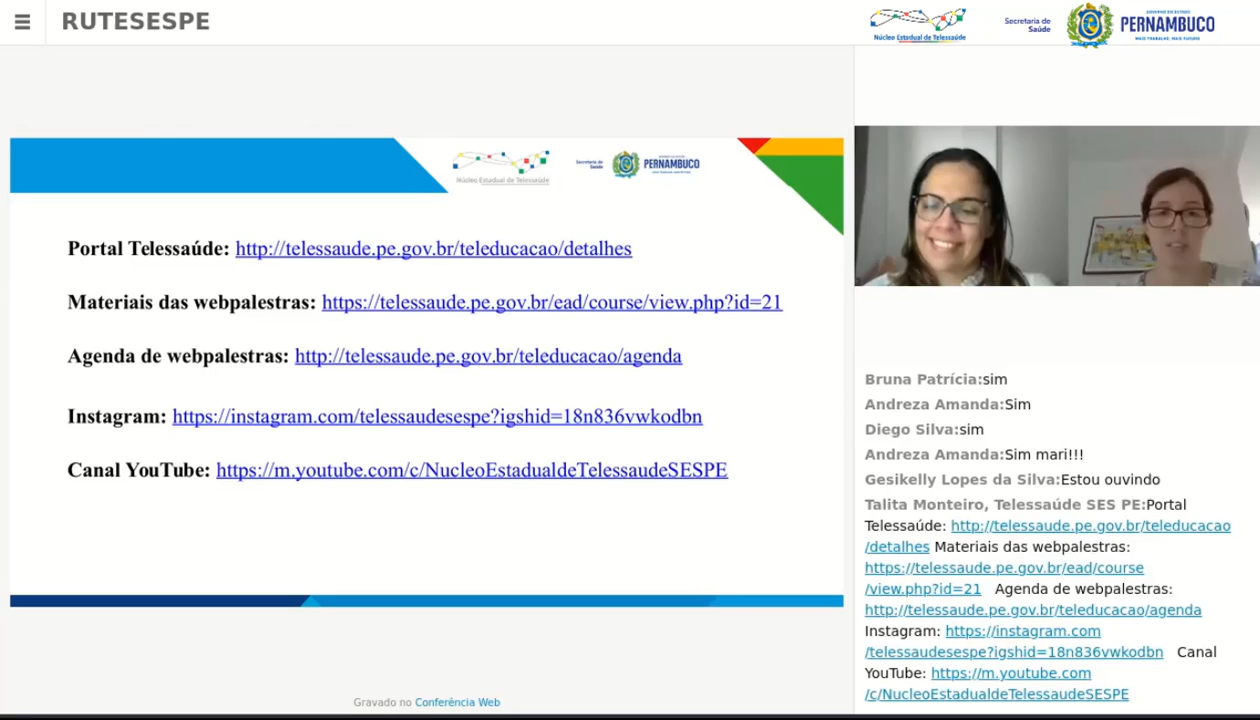 RUTESESPE
Núcleo Estadual de Telessaúde
Secretaria de
Saúde
GOVERNO DO ESTADO
PERNAMBUCO
MAIS TRABALHO, MAIS FUTURO
Núcleo Estadual de Telessaúde
Secretaria de
Saúde
PERNAMBUCO
Portal Telessaúde: http://telessaude.pe.gov.br/teleducacao/detalhes
Materiais das webpalestras: https://telessaude.pe.gov.br/ead/course/view.php?id=21
Agenda de webpalestras: http://telessaude.pe.gov.br/teleducacao/agenda
Instagram: https://instagram.com/telessaudesespe?igshid=18n836vwkodbn
Canal YouTube: https://m.youtube.com/c/NucleoEstadualdeTelessaudeSESPE
Gravado no Conferência Web
Bruna Patrícia:sim
Andreza Amanda:Sim
Diego Silva:sim
Andreza Amanda:Sim mari!!!
Gesikelly Lopes da Silva:Estou ouvindo
Talita Monteiro, Telessaúde SES PE:Portal
Telessaúde: http://telessaude.pe.gov.br/teleducacao
/detalhes Materiais das webpalestras:
https://telessaude.pe.gov.br/ead/course
/view.php?id=21 Agenda de webpalestras:
http://telessaude.pe.gov.br/teleducacao/agenda
Instagram: https://instagram.com
/telessaudesespe?igshid=18n836vwkodbn Canal
YouTube: https://m.youtube.com
/c/NucleoEstadualdeTelessaudeSESPE